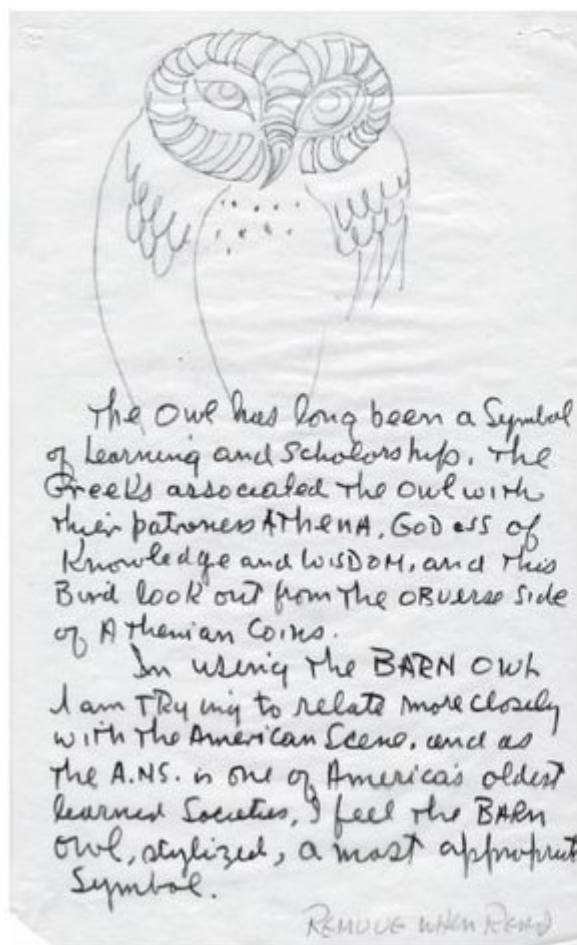 The Owl has long been a Symbol
of Learning and Scholarship. The
Greeks associated the Owl with
thier patroness AThenA, GODess of
Knowledge and WISDOM, and this
Bird look out from the OBverse side
of AThenian Coins.
In using the BARN OWL
I am TRying to relate more closely
with the American Scene, and as
the A.NS. is one of America's oldest
learned Societies, I feel the BARN
Owl, stylized, a most appropriate
Symbol.
REMOVE WHEN READ